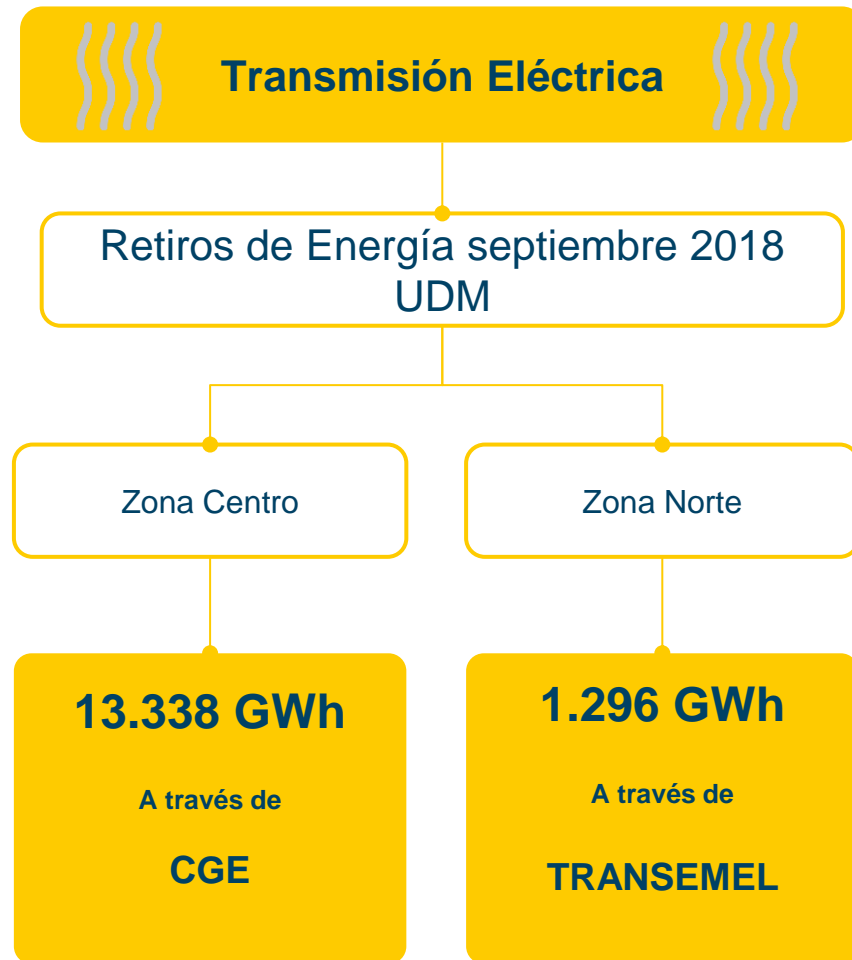 Transmisión Eléctrica
Retiros de Energía septiembre 2018
UDM
Zona Centro
Zona Norte
13.338 GWh
A través de
CGE
1.296 GWh
A través de
TRANSEMEL